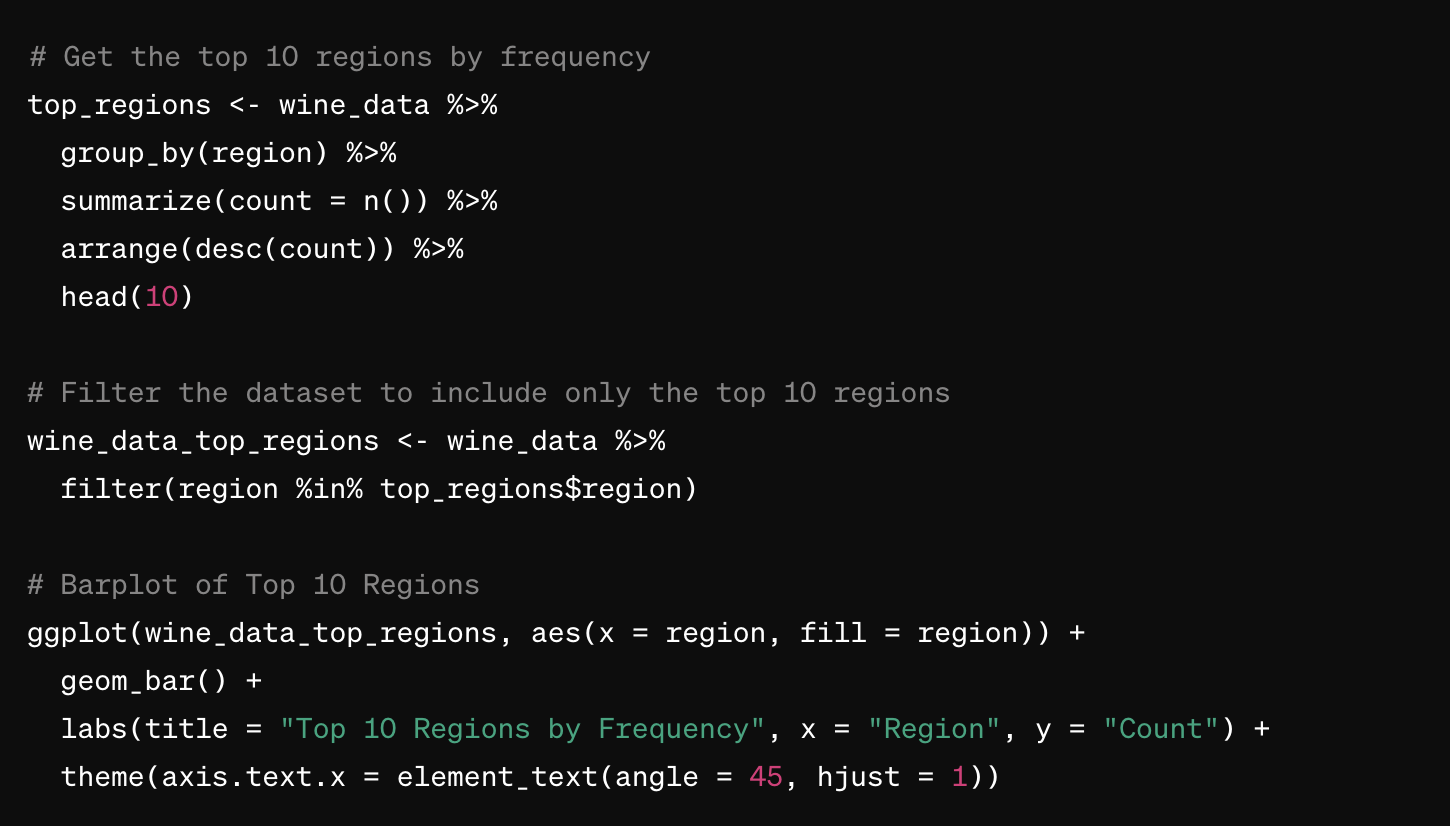 # Get the top 10 regions by frequency
top_regions <- wine_data %>%
  group_by(region) %>%
  summarize(count = n()) %>%
  arrange(desc(count)) %>%
  head(10)

# Filter the dataset to include only the top 10 regions
wine_data_top_regions <- wine_data %>%
  filter(region %in% top_regions$region)

# Barplot of Top 10 Regions
ggplot(wine_data_top_regions, aes(x = region, fill = region)) +
  geom_bar() +
  labs(title = "Top 10 Regions by Frequency", x = "Region", y = "Count") +
  theme(axis.text.x = element_text(angle = 45, hjust = 1))